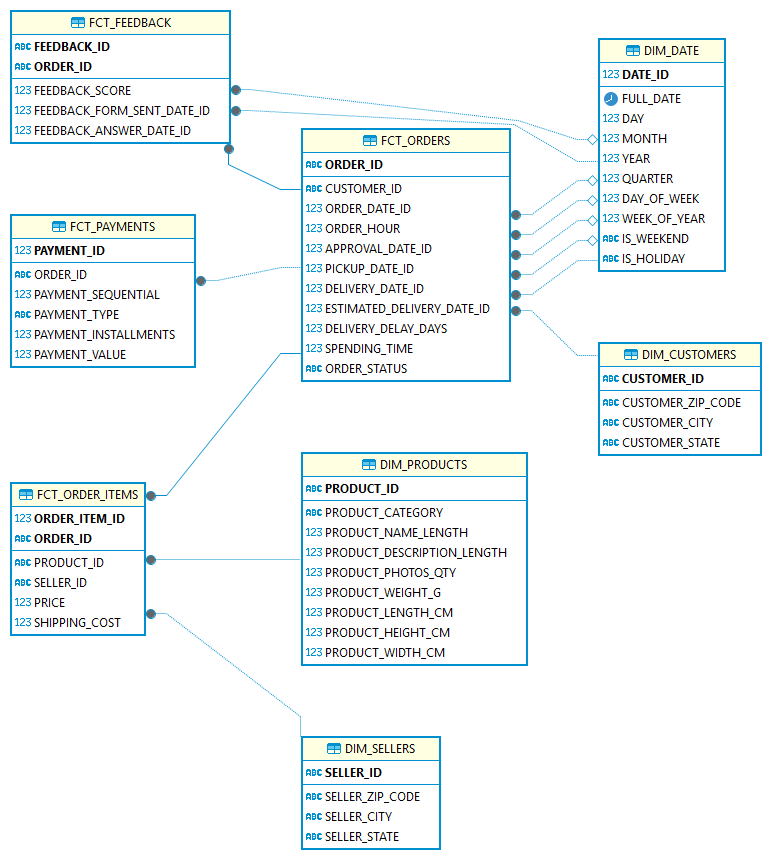 FCT_FEEDBACK
ABC FEEDBACK_ID
ABC ORDER_ID
123 FEEDBACK_SCORE
123 FEEDBACK_FORM_SENT_DATE_ID
123 FEEDBACK_ANSWER_DATE_ID
DIM_DATE
123 DATE_ID
FULL_DATE
123 DAY
123 MONTH
123 YEAR
123 QUARTER
123 DAY_OF_WEEK
123 WEEK_OF_YEAR
ABC IS_WEEKEND
ABC IS_HOLIDAY
FCT_ORDERS
ABC ORDER_ID
ABC CUSTOMER_ID
123 ORDER_DATE_ID
123 ORDER_HOUR
123 APPROVAL_DATE_ID
123 PICKUP_DATE_ID
123 DELIVERY_DATE_ID
123 ESTIMATED_DELIVERY_DATE_ID
123 DELIVERY_DELAY_DAYS
123 SPENDING_TIME
ABC ORDER_STATUS
FCT_PAYMENTS
123 PAYMENT_ID
ABC ORDER_ID
123 PAYMENT_SEQUENTIAL
ABC PAYMENT_TYPE
123 PAYMENT_INSTALLMENTS
123 PAYMENT_VALUE
DIM_CUSTOMERS
ABC CUSTOMER_ID
ABC CUSTOMER_ZIP_CODE
ABC CUSTOMER_CITY
ABC CUSTOMER_STATE
FCT_ORDER_ITEMS
123 ORDER_ITEM_ID
ABC ORDER_ID
ABC PRODUCT_ID
ABC SELLER_ID
123 PRICE
123 SHIPPING_COST
DIM_PRODUCTS
ABC PRODUCT_ID
ABC PRODUCT_CATEGORY
123 PRODUCT_NAME_LENGTH
123 PRODUCT_DESCRIPTION_LENGTH
123 PRODUCT_PHOTOS_QTY
123 PRODUCT_WEIGHT_G
123 PRODUCT_LENGTH_CM
123 PRODUCT_HEIGHT_CM
123 PRODUCT_WIDTH_CM
DIM_SELLERS
ABC SELLER_ID
ABC SELLER_ZIP_CODE
ABC SELLER_CITY
ABC SELLER_STATE